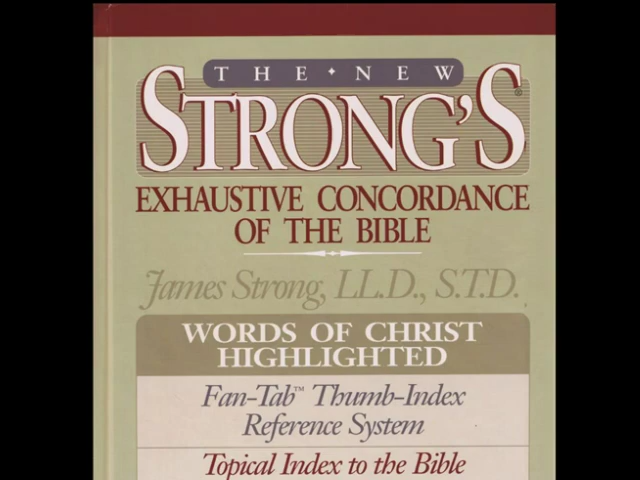 THE • NEW
STRONG'S®
EXHAUSTIVE CONCORDANCE
OF THE BIBLE
James Strong, LL.D., S.T.D.
WORDS OF CHRIST
HIGHLIGHTED
Fan-Tab™ Thumb-Index
Reference System
Topical Index to the Bible